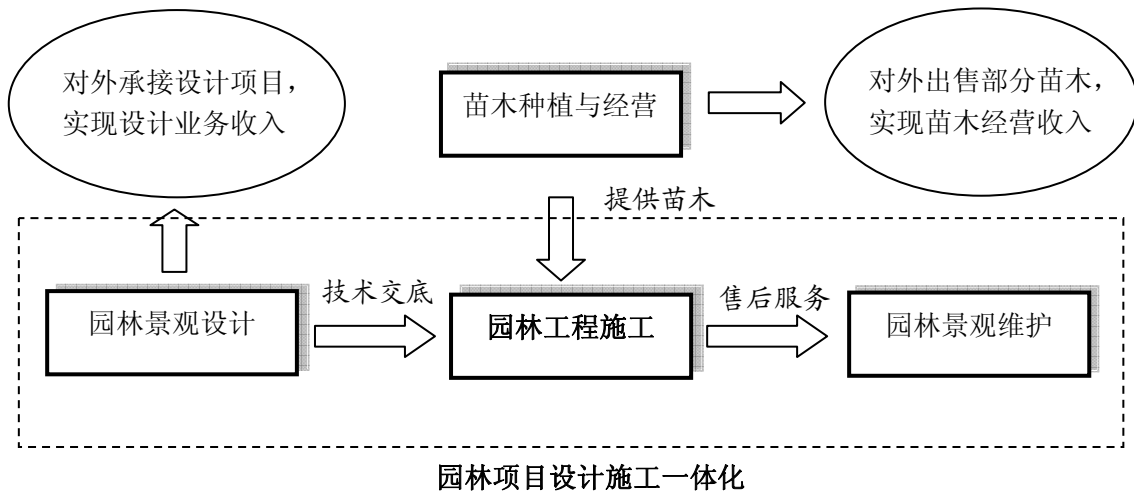 对外承接设计项目，
实现设计业务收入
苗木种植与经营
对外出售部分苗木，
实现苗木经营收入
提供苗木
园林景观设计
技术交底
园林工程施工
售后服务
园林景观维护
园林项目设计施工一体化